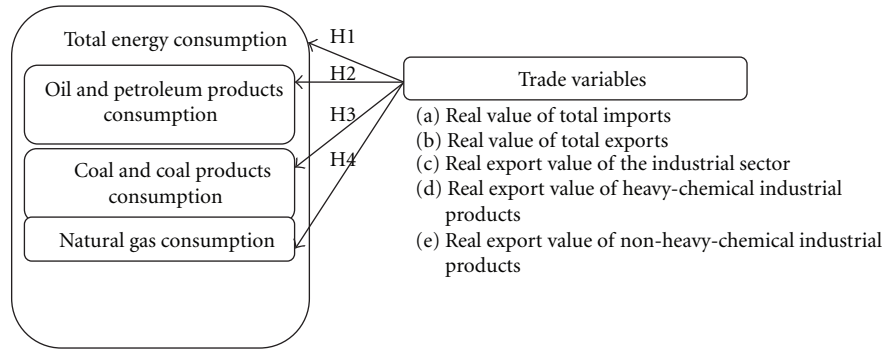 Total energy consumption
H1
Oil and petroleum products
consumption
H2
Trade variables
(a) Real value of total imports
(b) Real value of total exports
(c) Real export value of the industrial sector
(d) Real export value of heavy-chemical industrial
products
(e) Real export value of non-heavy-chemical industrial
products
H3
Coal and coal products
consumption
H4
Natural gas consumption